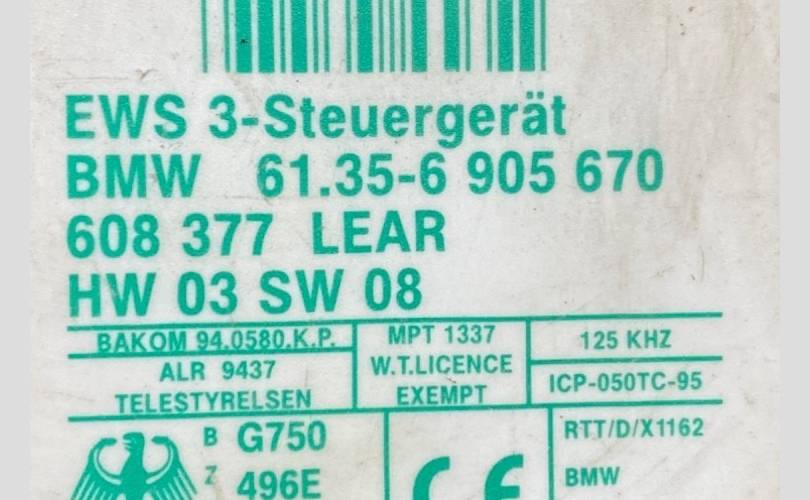 EWS 3-Steuergerät
BMW 61.35-6 905 670
608 377 LEAR
HW 03 SW 08
BAKOM 94.0580.K.P.
ALR 9437
TELESTYRELSEN
MPT 1337
W.T.LICENCE
EXEMPT
125 KHZ
ICP-050TC-95
B G750
Z 496E
CE
RTT/D/X1162
BMW